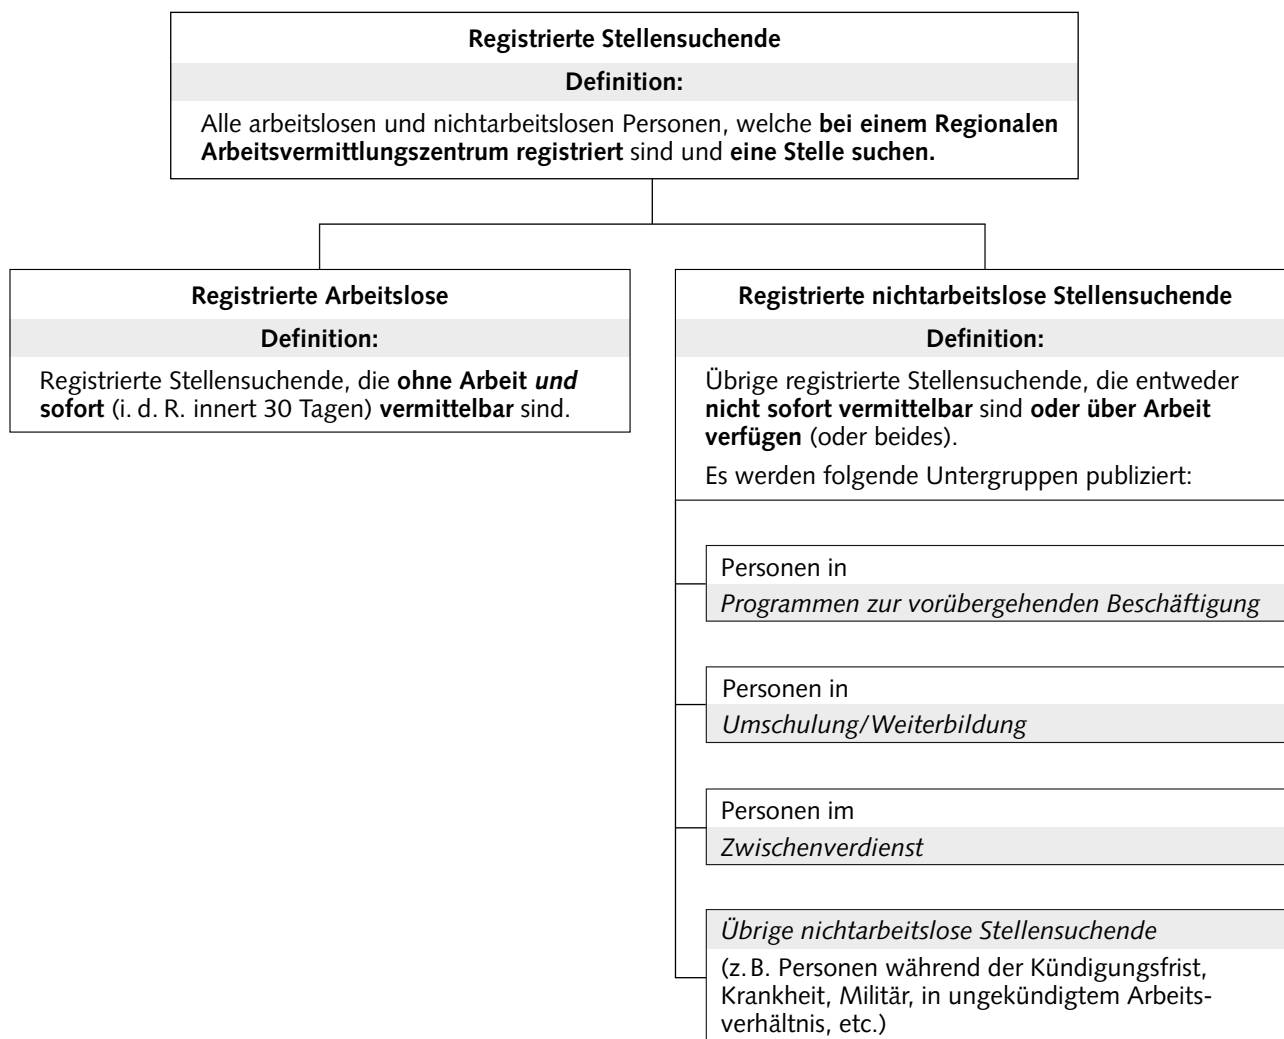 Registrierte Stellensuchende
Definition:
Alle arbeitslosen und nichtarbeitslosen Personen, welche bei einem Regionalen
Arbeitsvermittlungszentrum registriert sind und eine Stelle suchen.
Registrierte Arbeitslose
Definition:
Registrierte Stellensuchende, die ohne Arbeit und
sofort (i. d. R. innert 30 Tagen) vermittelbar sind.
Registrierte nichtarbeitslose Stellensuchende
Definition:
Übrige registrierte Stellensuchende, die entweder
nicht sofort vermittelbar sind oder über Arbeit
verfügen (oder beides).
Es werden folgende Untergruppen publiziert:
Personen in
Programmen zur vorübergehenden Beschäftigung
Personen in
Umschulung/Weiterbildung
Personen im
Zwischenverdienst
Übrige nichtarbeitslose Stellensuchende
(z. B. Personen während der Kündigungsfrist,
Krankheit, Militär, in ungekündigtem Arbeits-
verhältnis, etc.)